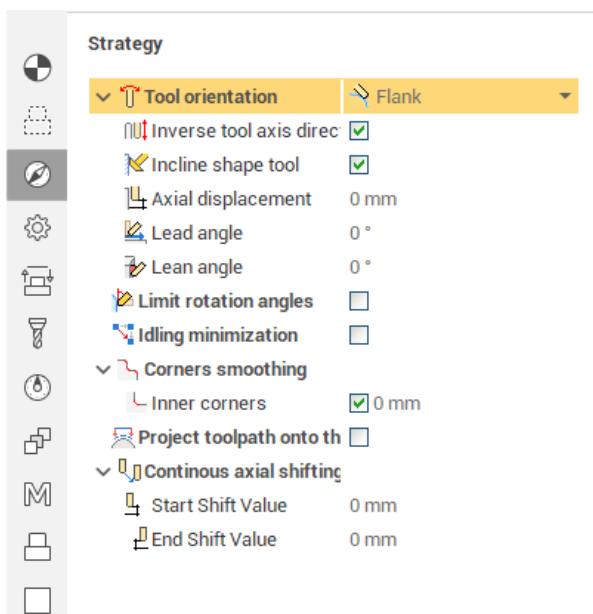 Strategy
Tool orientation Flank
Inverse tool axis direc
Incline shape tool
Axial displacement 0 mm
Lead angle 0 °
Lean angle 0 °
Limit rotation angles
Idling minimization
Corners smoothing
Inner corners 0 mm
Project toolpath onto th
Continous axial shifting
Start Shift Value 0 mm
End Shift Value 0 mm